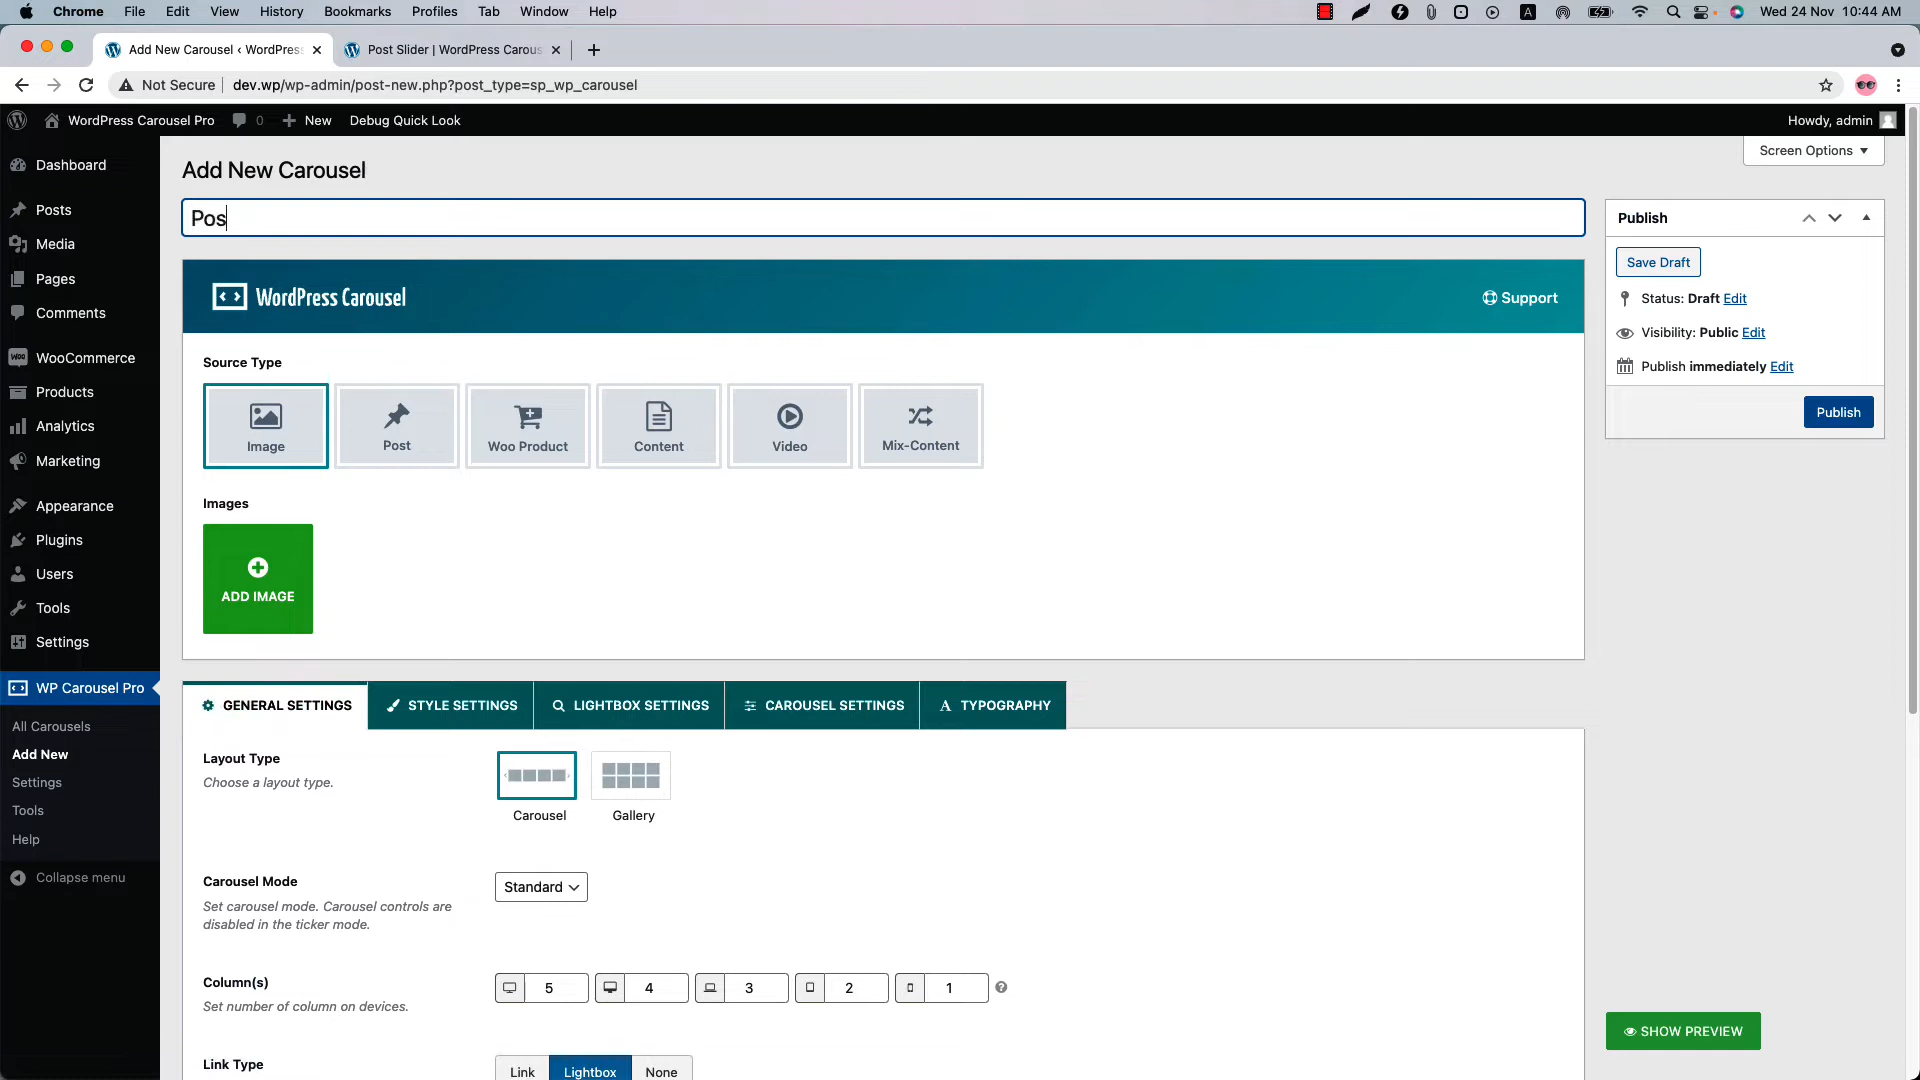 Chrome File Edit View History Bookmarks Profiles Tab Window Help Wed 24 Nov 10:44 AM
Add New Carousel ‹ WordPress Post Slider | WordPress Carous
Not Secure dev.wp/wp-admin/post-new.php?post_type=sp_wp_carousel
WordPress Carousel Pro 0 New Debug Quick Look Howdy, admin
Dashboard
Posts
Media
Pages
Comments
WooCommerce
Products
Analytics
Marketing
Appearance
Plugins
Users
Tools
Settings
WP Carousel Pro
All Carousels
Add New
Settings
Tools
Help
Collapse menu
Screen Options
Add New Carousel
Pos
WordPress Carousel Support
Source Type
Image Post Woo Product Content Video Mix-Content
Images
ADD IMAGE
GENERAL SETTINGS STYLE SETTINGS LIGHTBOX SETTINGS CAROUSEL SETTINGS TYPOGRAPHY
Layout Type
Choose a layout type.
Carousel Gallery
Carousel Mode
Set carousel mode. Carousel controls are
disabled in the ticker mode.
Standard
Column(s)
Set number of column on devices.
5 4 3 2 1
Link Type
Link Lightbox None
Publish
Save Draft
Status: Draft Edit
Visibility: Public Edit
Publish immediately Edit
Publish
SHOW PREVIEW